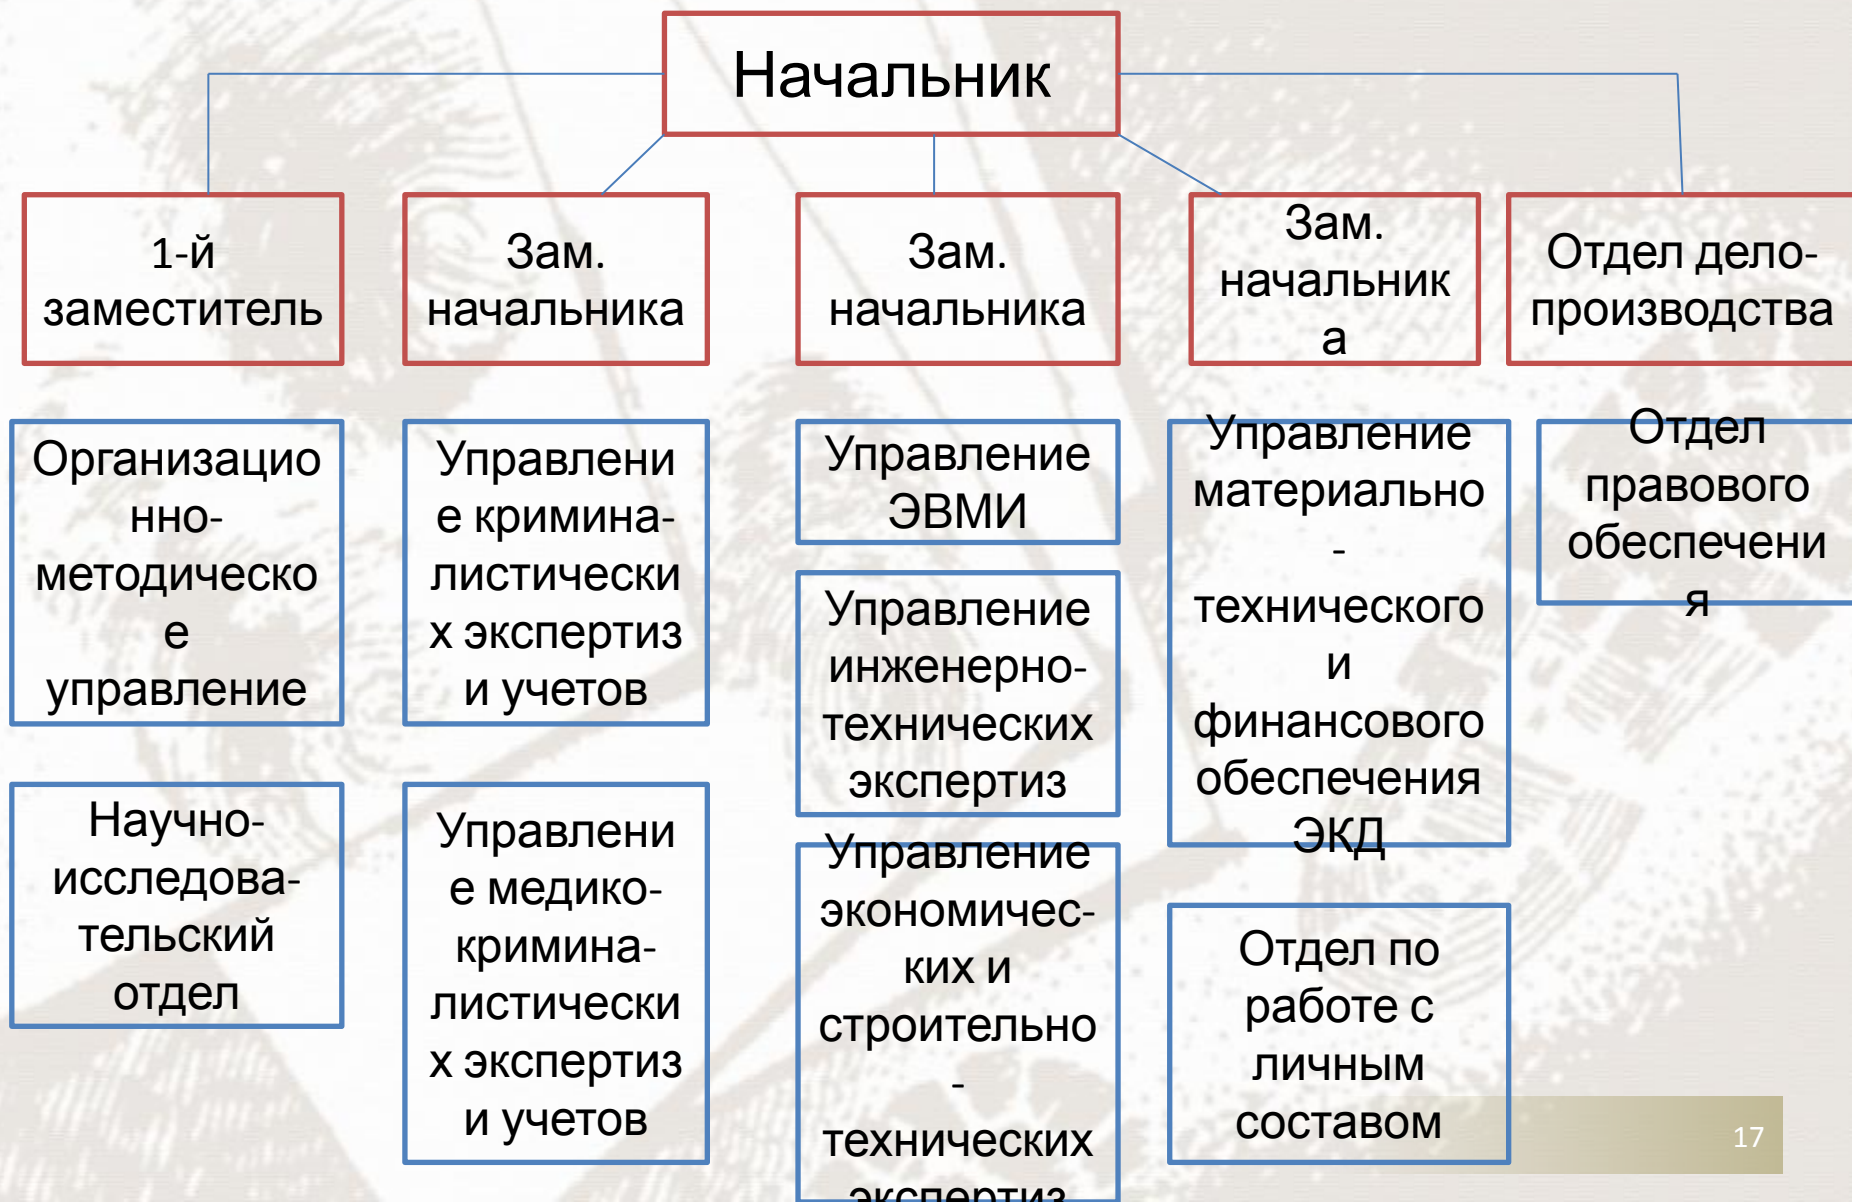 Начальник
1-й
заместитель
Зам.
начальника
Зам.
начальника
Зам.
начальник
а
Отдел дело-
производства
Организацио
нно-
методическо
е
управление
Научно-
исследова-
тельский
отдел
Управлени
е кримина-
листически
х экспертиз
и учетов
Управлени
е медико-
кримина-
листически
х экспертиз
и учетов
Управление
ЭВМИ
Управление
инженерно-
технических
экспертиз
Управление
экономичес-
ких и
строительно
-
технических
экспертиз
Управление
материально
-
технического
и
финансового
обеспечения
ЭКД
Отдел по
работе с
личным
составом
Отдел
правового
обеспечени
я
17